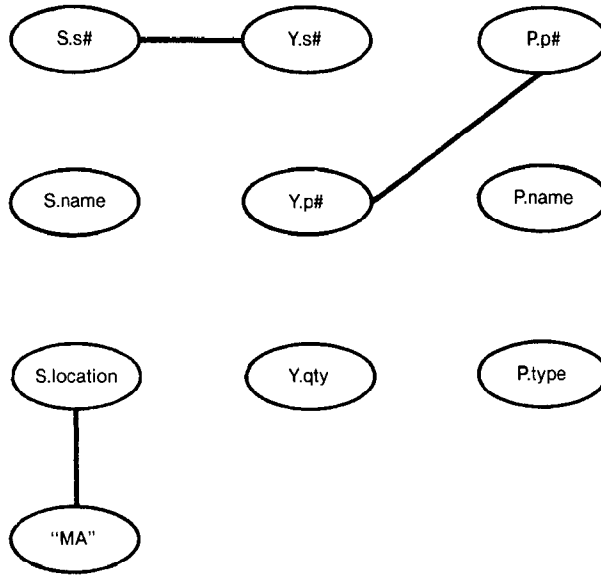 S.s#
Y.s#
P.p#
S.name
Y.p#
P.name
S.location
Y.qty
P.type
“MA”